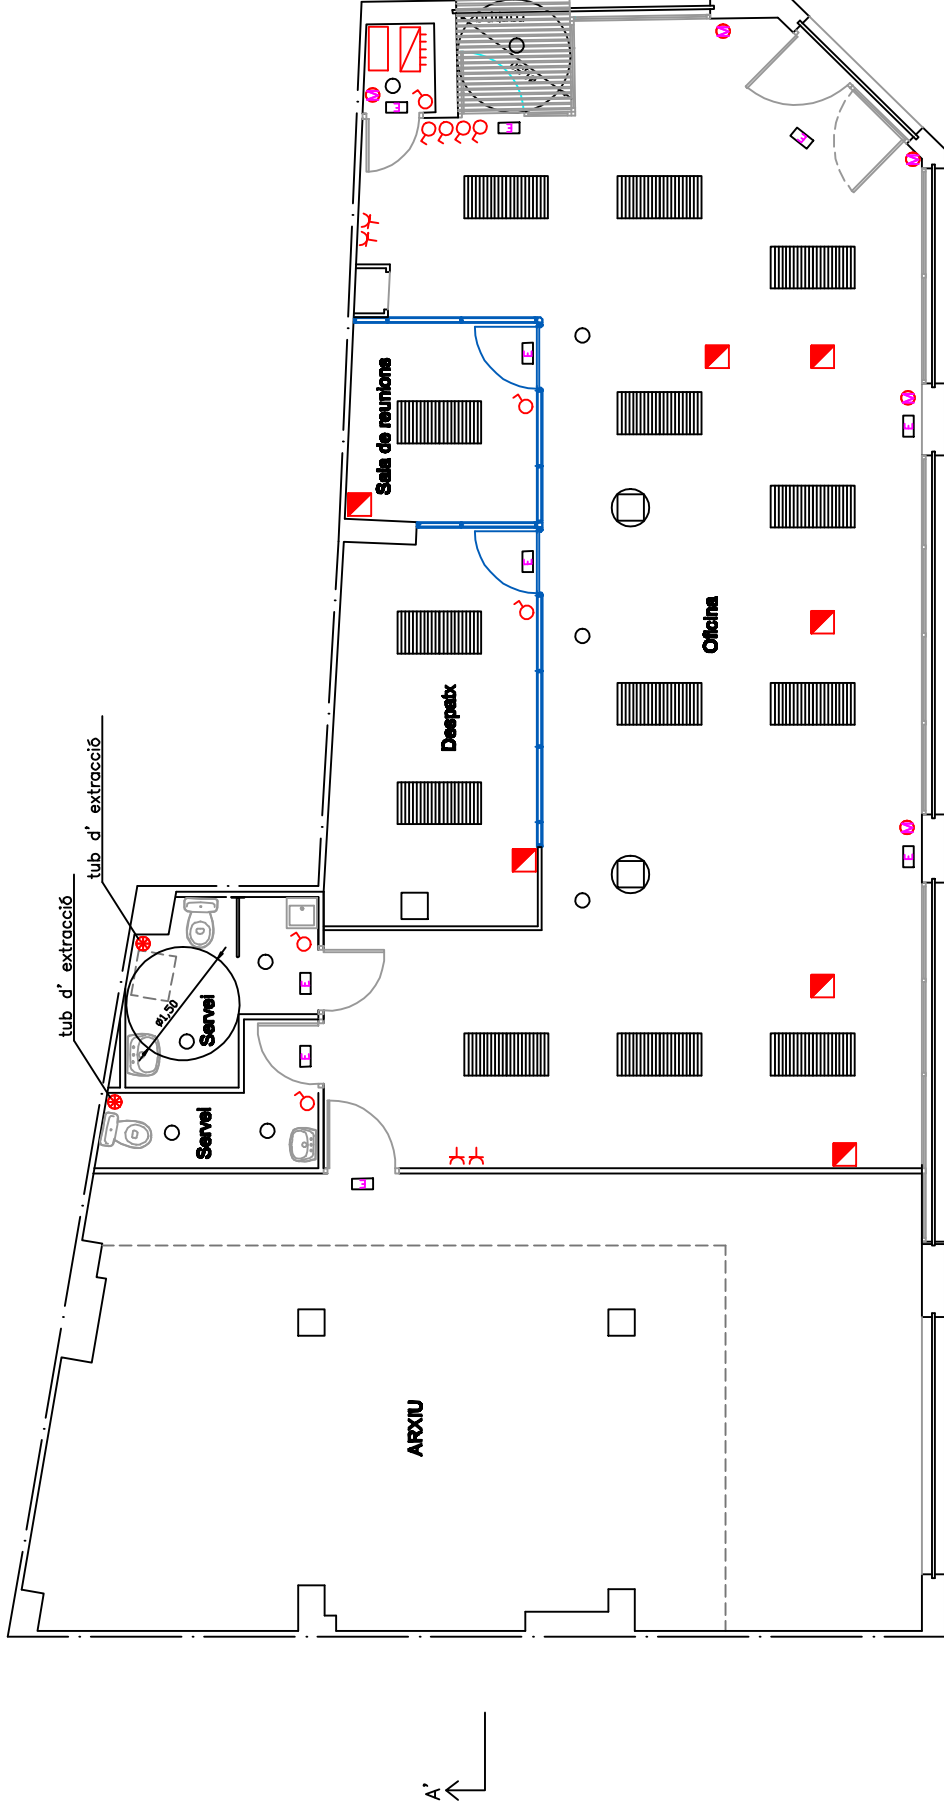 tub d' extracció
tub d' extracció
Servei
Servei
ø1,50
Sala de reunions
Despatx
Oficina
ARXIU
A'
E
E
E
E
E
E
E
E
E
E
M
M
M
M
M